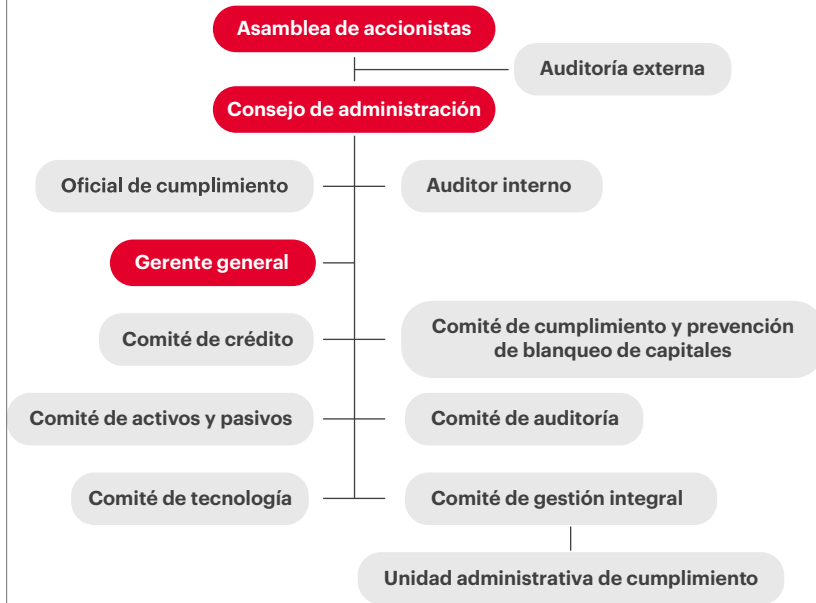 Asamblea de accionistas
Auditoría externa
Consejo de administración
Oficial de cumplimiento
Auditor interno
Gerente general
Comité de crédito
Comité de cumplimiento y prevención
de blanqueo de capitales
Comité de activos y pasivos
Comité de auditoría
Comité de tecnología
Comité de gestión integral
Unidad administrativa de cumplimiento